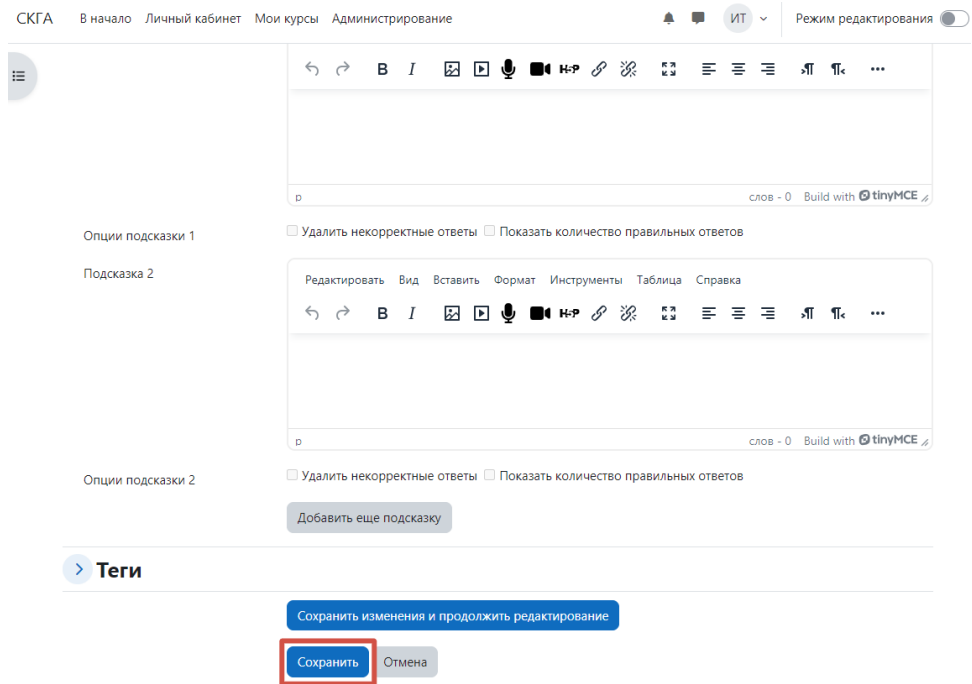 СКГА В начало Личный кабинет Мои курсы Администрирование ИТ Режим редактирования
B I H-P
p слов - 0 Build with tinyMCE
Опции подсказки 1 Удалить некорректные ответы Показать количество правильных ответов
Подсказка 2 Редактировать Вид Вставить Формат Инструменты Таблица Справка
B I H-P
p слов - 0 Build with tinyMCE
Опции подсказки 2 Удалить некорректные ответы Показать количество правильных ответов
Добавить еще подсказку
Теги
Сохранить изменения и продолжить редактирование
Сохранить Отмена